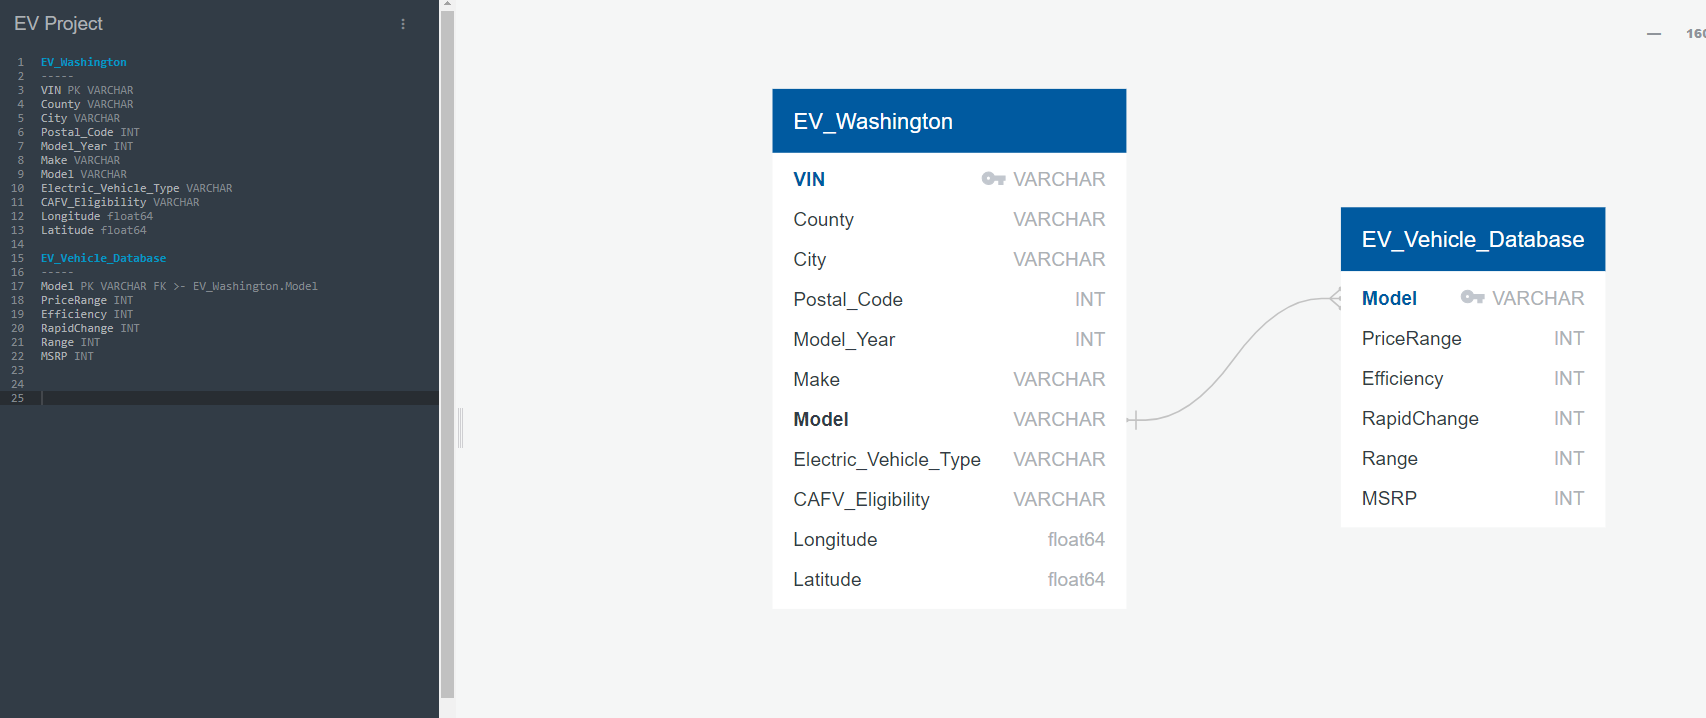 EV Project
1 EV_Washington
2 -----
3 VIN PK VARCHAR
4 County VARCHAR
5 City VARCHAR
6 Postal_Code INT
7 Model_Year INT
8 Make VARCHAR
9 Model VARCHAR
10 Electric_Vehicle_Type VARCHAR
11 CAFV_Eligibility VARCHAR
12 Longitude float64
13 Latitude float64
14
15 EV_Vehicle_Database
16 -----
17 Model PK VARCHAR FK >- EV_Washington.Model
18 PriceRange INT
19 Efficiency INT
20 RapidChange INT
21 Range INT
22 MSRP INT
23
24
25
EV_Washington
VIN VARCHAR
County VARCHAR
City VARCHAR
Postal_Code INT
Model_Year INT
Make VARCHAR
Model VARCHAR
Electric_Vehicle_Type VARCHAR
CAFV_Eligibility VARCHAR
Longitude float64
Latitude float64
EV_Vehicle_Database
Model VARCHAR
PriceRange INT
Efficiency INT
RapidChange INT
Range INT
MSRP INT